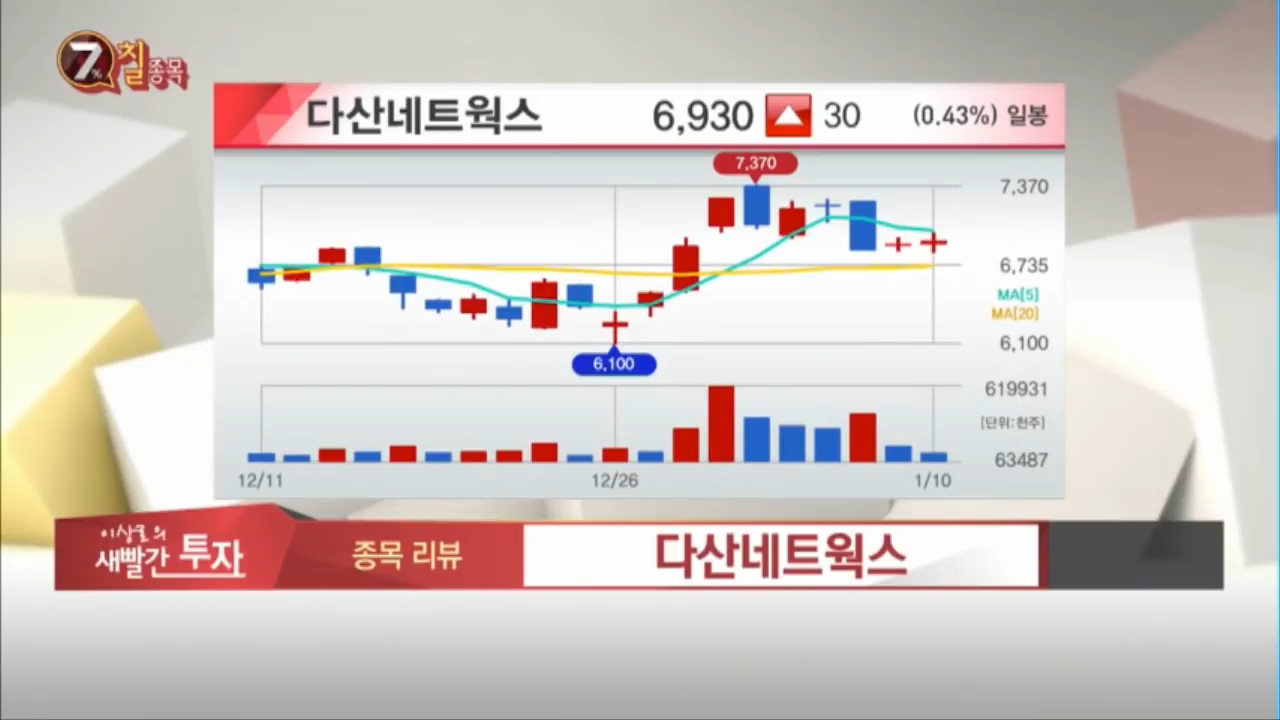 7% 칠종목
다산네트웍스 6,930 ▲ 30 (0.43%) 일봉
7,370
7,370
6,735
MA[5]
MA[20]
6,100
6,100
619931
[단위:천주]
63487
12/11 12/26 1/10
이상로의
새빨간 투자
종목 리뷰
다산네트웍스